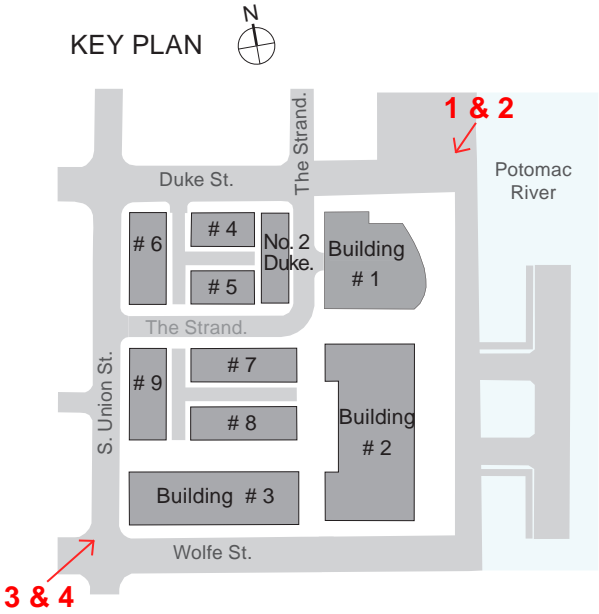 N
KEY PLAN
1 & 2
The Strand.
Duke St.
Potomac
River
# 6
# 4
No. 2
Duke.
Building
# 1
# 5
The Strand.
S. Union St.
# 9
# 7
# 8
Building
# 2
Building # 3
Wolfe St.
3 & 4